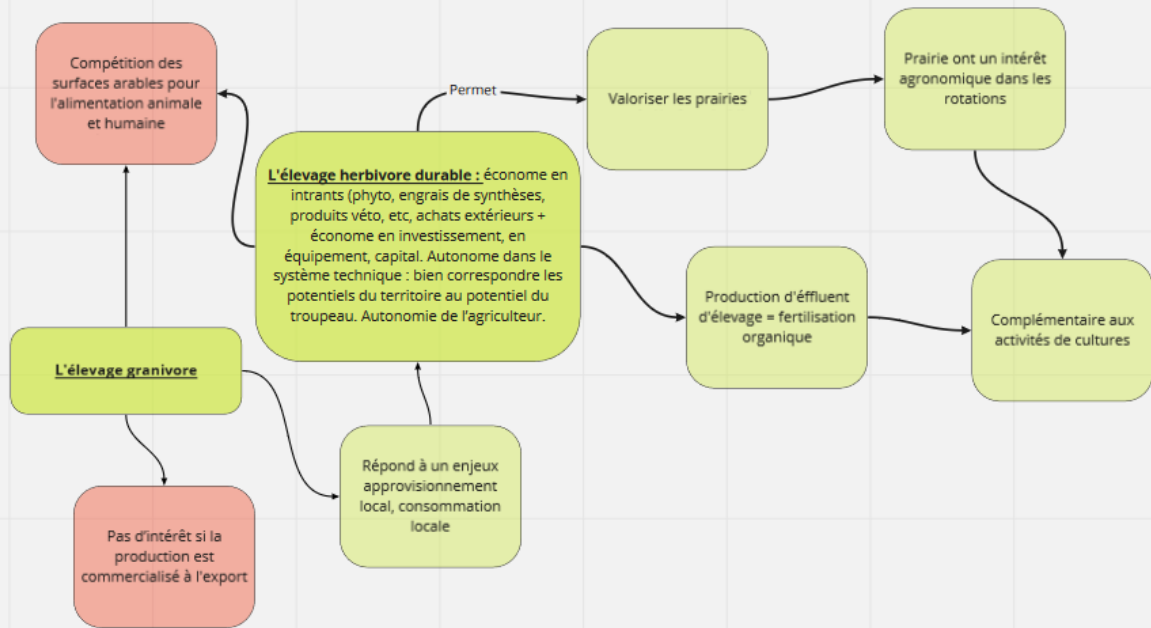 Compétition des
surfaces arables pour
l'alimentation animale
et humaine
Permet
Valoriser les prairies
Prairie ont un intérêt
agronomique dans les
rotations
L'élevage herbivore durable : économe en
intrants (phyto, engrais de synthèses,
produits véto, etc, achats extérieurs +
économe en investissement, en
équipement, capital. Autonome dans le
système technique : bien correspondre les
potentiels du territoire au potentiel du
troupeau. Autonomie de l'agriculteur.
Production d'éffluent
d'élevage = fertilisation
organique
Complémentaire aux
activités de cultures
L'élevage granivore
Répond à un enjeux
approvisionnement
local, consommation
locale
Pas d'intérêt si la
production est
commercialisé à l'export